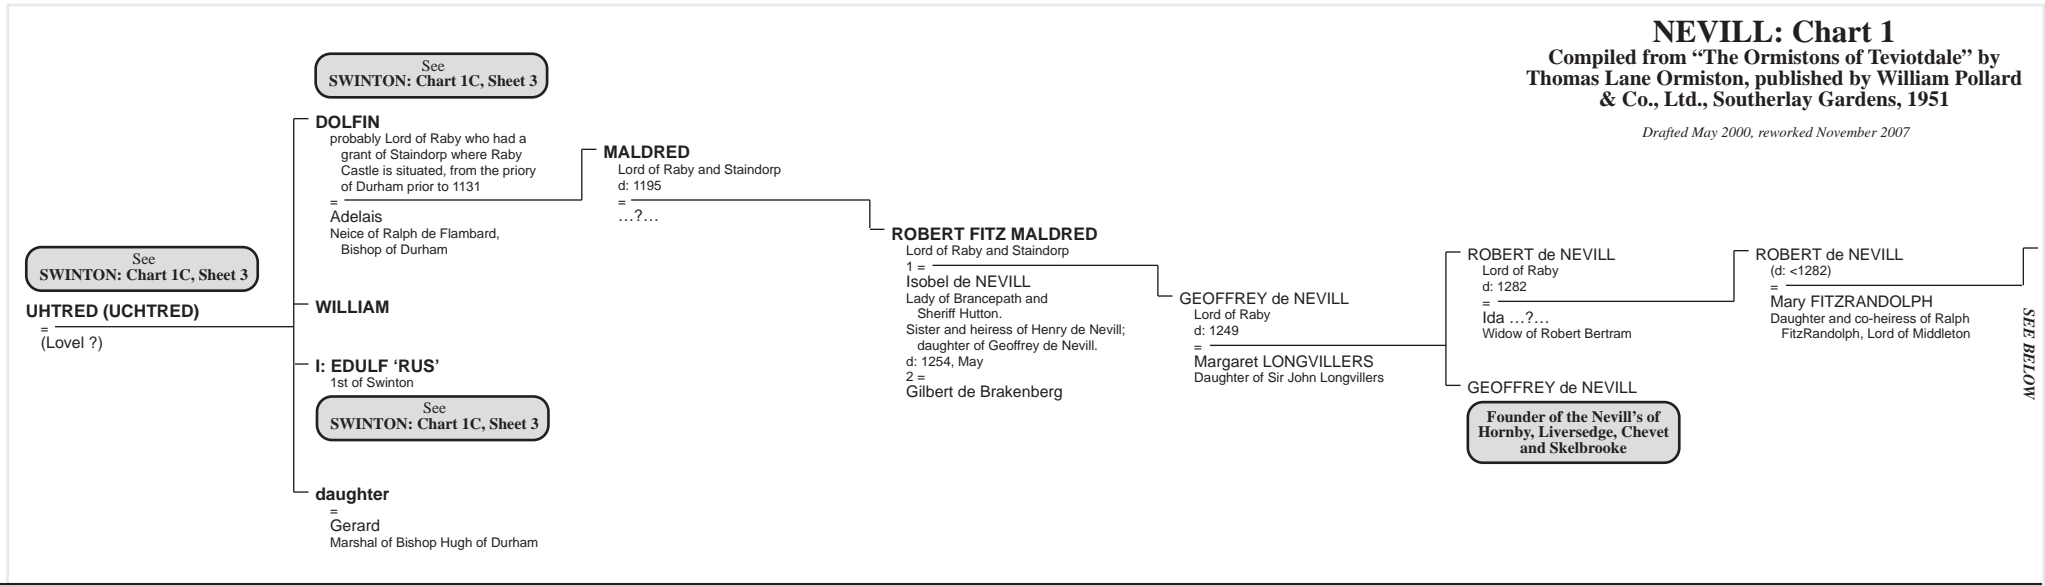 NEVILL: Chart 1
Compiled from “The Ormistons of Teviotdale” by
Thomas Lane Ormiston, published by William Pollard
& Co., Ltd., Southerlay Gardens, 1951
Drafted May 2000, reworked November 2007
See
SWINTON: Chart 1C, Sheet 3
UHTRED (UCHTRED)
=
(Lovel ?)
See
SWINTON: Chart 1C, Sheet 3
DOLFIN
probably Lord of Raby who had a
grant of Staindorp where Raby
Castle is situated, from the priory
of Durham prior to 1131
=
Adelais
Neice of Ralph de Flambard,
Bishop of Durham
WILLIAM
I: EDULF ‘RUS’
1st of Swinton
See
SWINTON: Chart 1C, Sheet 3
daughter
=
Gerard
Marshal of Bishop Hugh of Durham
MALDRED
Lord of Raby and Staindorp
d: 1195
=
…?…
ROBERT FITZ MALDRED
Lord of Raby and Staindorp
1 =
Isobel de NEVILL
Lady of Brancepath and
Sheriff Hutton.
Sister and heiress of Henry de Nevill;
daughter of Geoffrey de Nevill.
d: 1254, May
2 =
Gilbert de Brakenberg
GEOFFREY de NEVILL
Lord of Raby
d: 1249
=
Margaret LONGVILLERS
Daughter of Sir John Longvillers
ROBERT de NEVILL
Lord of Raby
d: 1282
=
Ida …?…
Widow of Robert Bertram
GEOFFREY de NEVILL
Founder of the Nevill's of
Hornby, Liversedge, Chevet
and Skelbrooke
ROBERT de NEVILL
(d: <1282)
=
Mary FITZRANDOLPH
Daughter and co-heiress of Ralph
FitzRandolph, Lord of Middleton
SEE BELOW